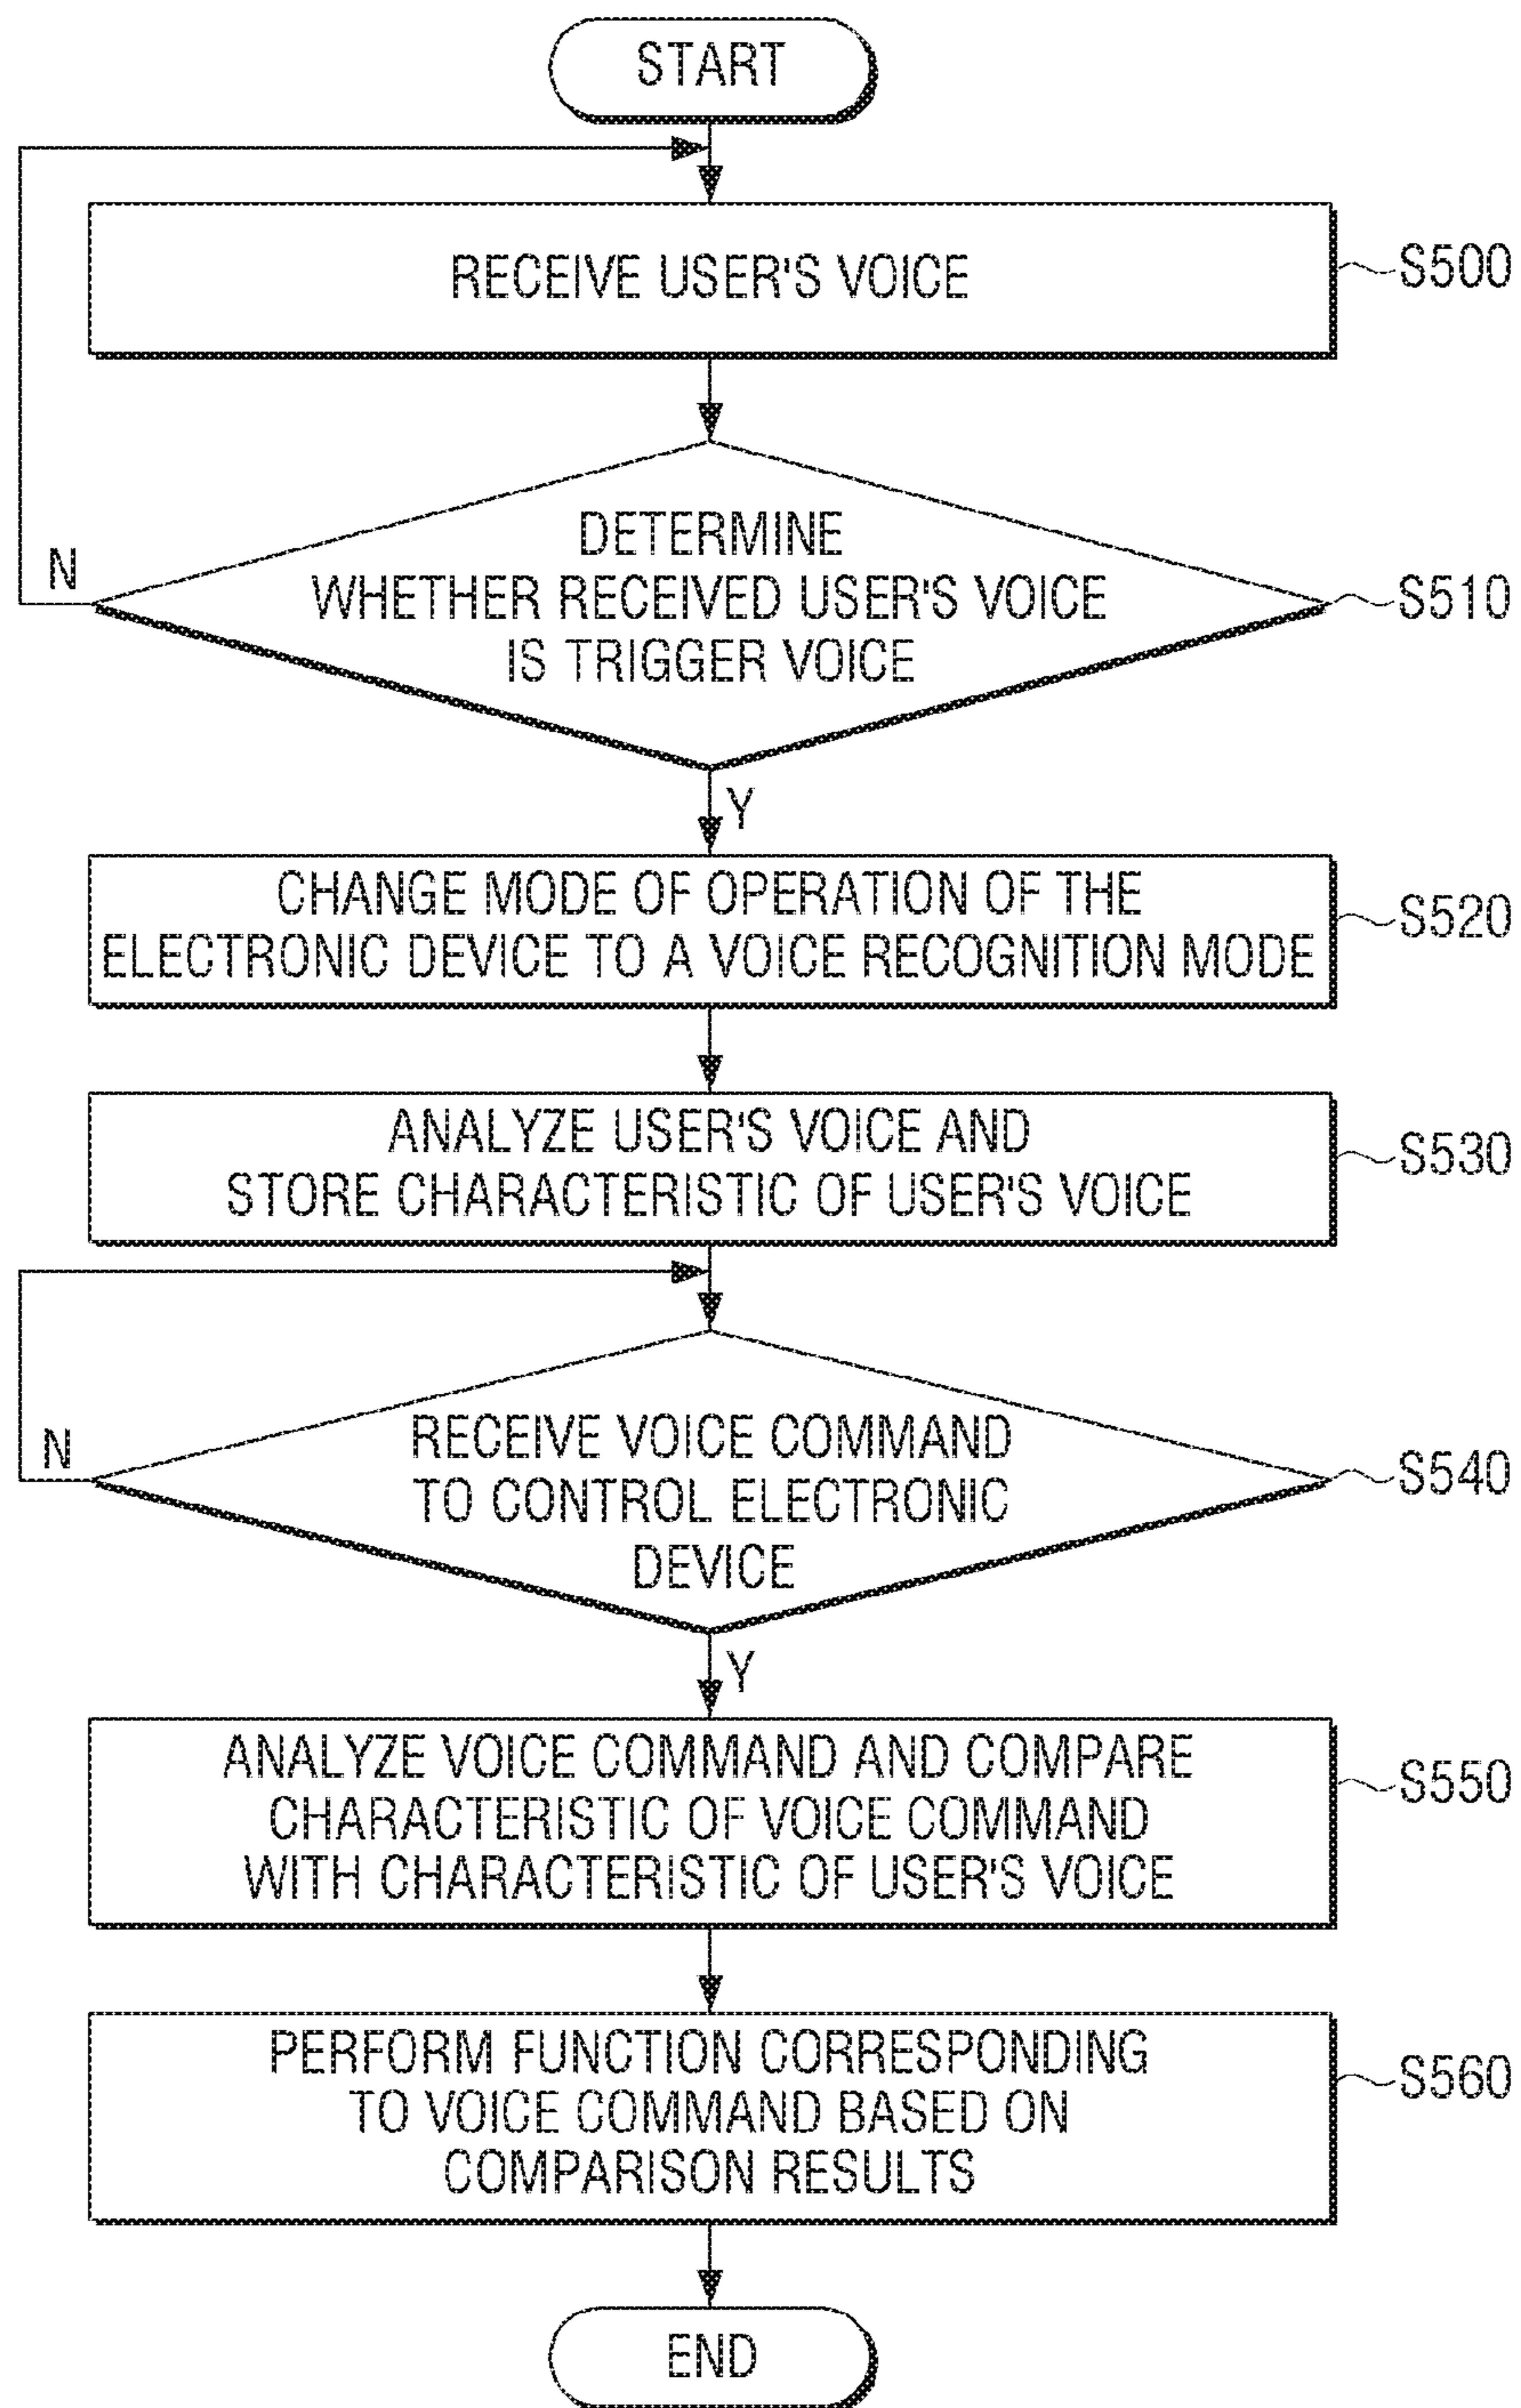 START
RECEIVE USER'S VOICE
S500
DETERMINE
WHETHER RECEIVED USER'S VOICE
IS TRIGGER VOICE
S510
N
Y
CHANGE MODE OF OPERATION OF THE
ELECTRONIC DEVICE TO A VOICE RECOGNITION MODE
S520
ANALYZE USER'S VOICE AND
STORE CHARACTERISTIC OF USER'S VOICE
S530
RECEIVE VOICE COMMAND
TO CONTROL ELECTRONIC
DEVICE
S540
N
Y
ANALYZE VOICE COMMAND AND COMPARE
CHARACTERISTIC OF VOICE COMMAND
WITH CHARACTERISTIC OF USER'S VOICE
S550
PERFORM FUNCTION CORRESPONDING
TO VOICE COMMAND BASED ON
COMPARISON RESULTS
S560
END